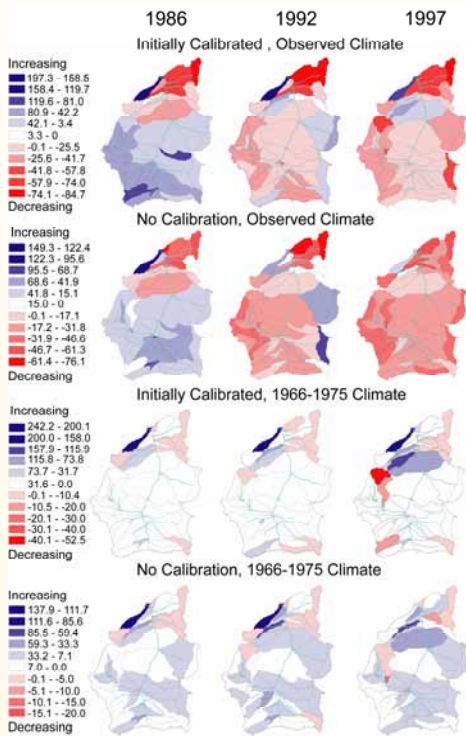 1986 1992 1997
Initially Calibrated , Observed Climate
Increasing
197.3 - 158.5
158.4 - 119.7
119.6 - 81.0
80.9 - 42.2
42.1 - 3.4
3.3 - 0
-0.1 - -25.5
-25.6 - -41.7
-41.8 - -57.8
-57.9 - -74.0
-74.1 - -84.7
Decreasing
No Calibration, Observed Climate
Increasing
149.3 - 122.4
122.3 - 95.6
95.5 - 68.7
68.6 - 41.9
41.8 - 15.1
15.0 - 0
-0.1 - -17.1
-17.2 - -31.8
-31.9 - -46.6
-46.7 - -61.3
-61.4 - -76.1
Decreasing
Initially Calibrated, 1966-1975 Climate
Increasing
242.2 - 200.1
200.0 - 158.0
157.9 - 115.9
115.8 - 73.8
73.7 - 31.7
31.6 - 0.0
-0.1 - -10.4
-10.5 - -20.0
-20.1 - -30.0
-30.1 - -40.0
-40.1 - -52.5
Decreasing
No Calibration, 1966-1975 Climate
Increasing
137.9 - 111.7
111.6 - 85.6
85.5 - 59.4
59.3 - 33.3
33.2 - 7.1
7.0 - 0.0
-0.1 - -5.0
-5.1 - -10.0
-10.1 - -15.0
-15.1 - -20.0
Decreasing